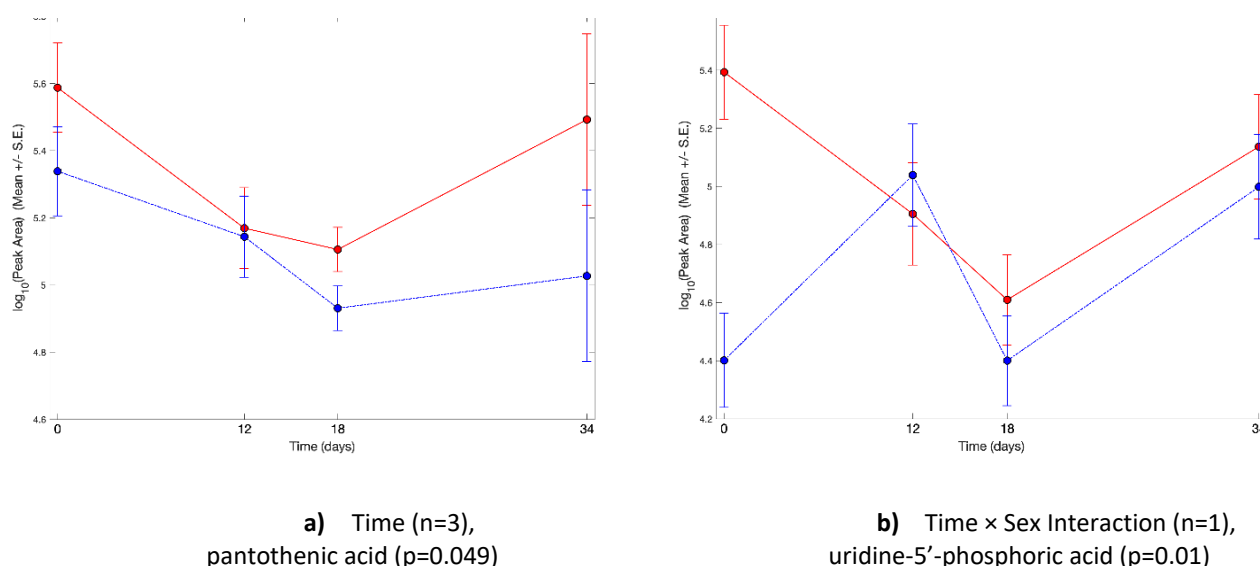 5.8
5.6
5.4
5.2
5
4.8
4.6
log10(Peak Area) (Mean +/- S.E.)
0
12
18
34
Time (days)
5.4
5.2
5
4.8
4.6
4.4
4.2
log10(Peak Area) (Mean +/- S.E.)
0
12
18
34
Time (days)
a) Time (n=3),
pantothenic acid (p=0.049)
b) Time × Sex Interaction (n=1),
uridine-5’-phosphoric acid (p=0.01)